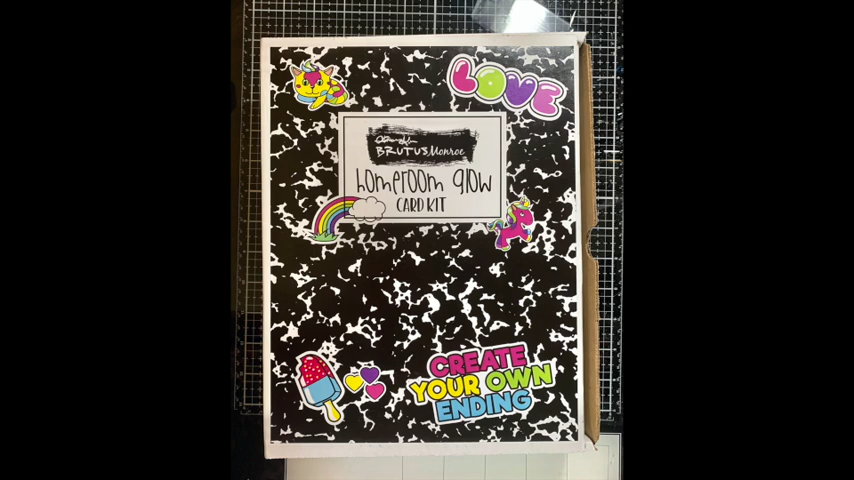 LOVE
BRUTUS Monroe
homeroom glow
CARD KIT
CREATE
YOUR OWN
ENDING